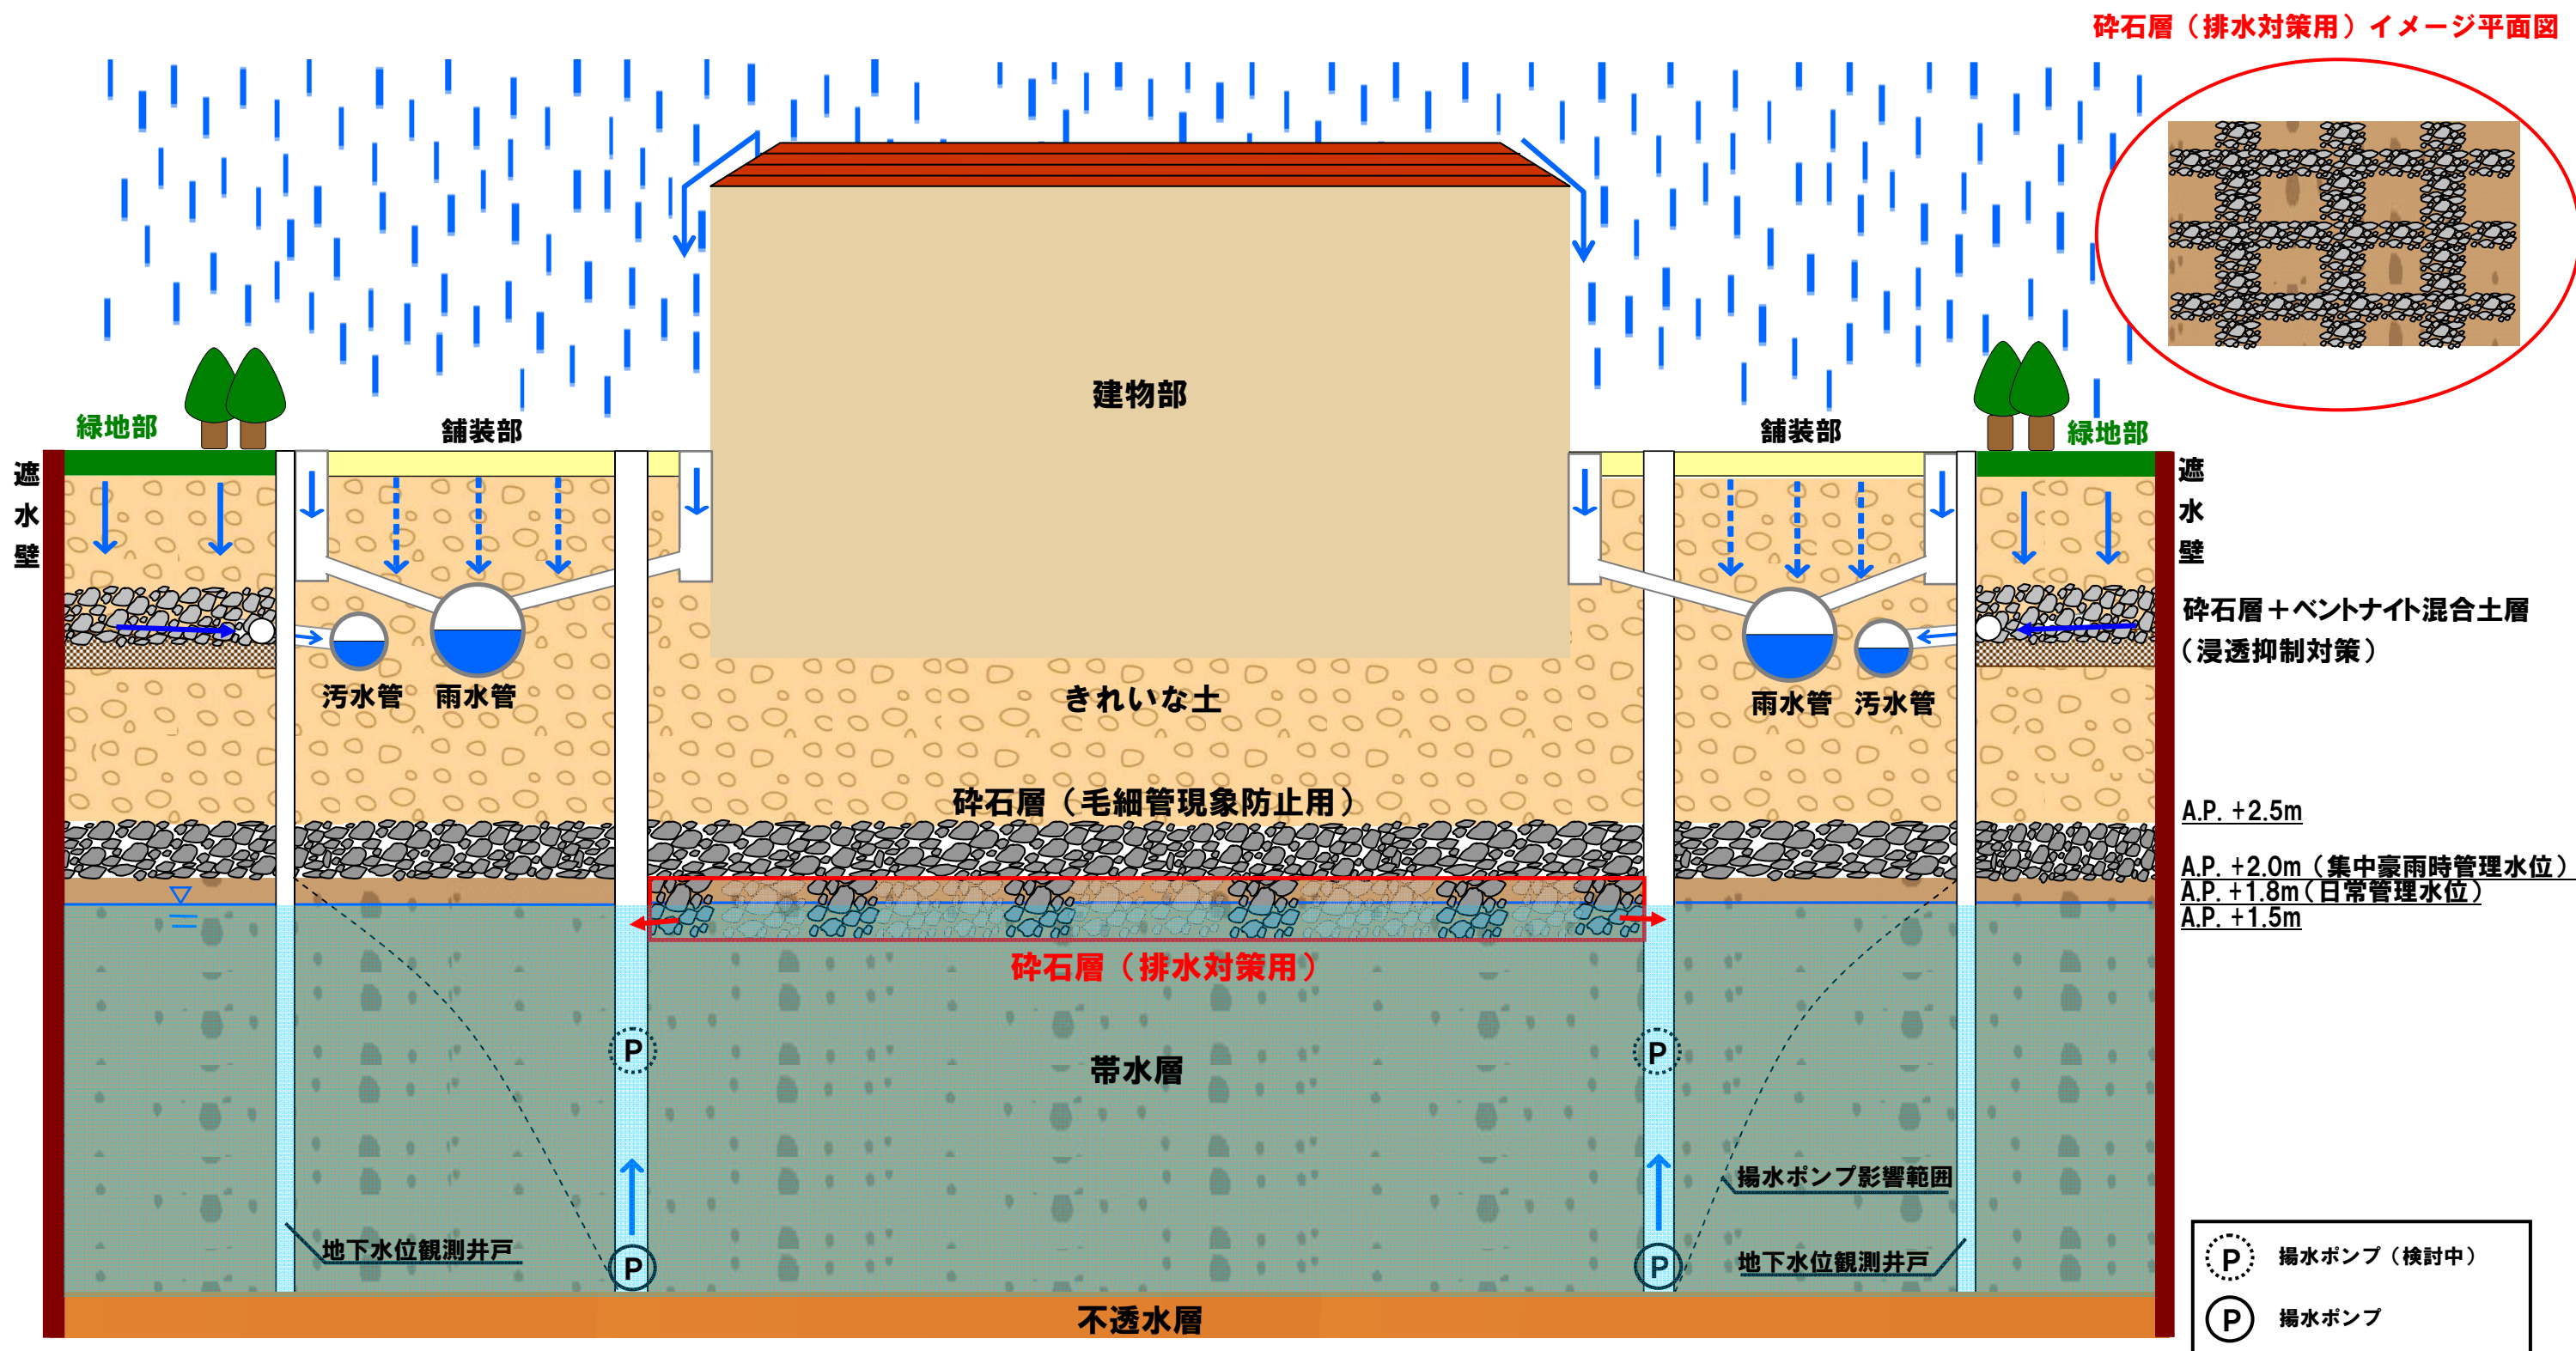 砕石層（排水対策用）イメージ平面図
建物部
緑地部
舗装部
舗装部
緑地部
遮水壁
遮水壁
砕石層＋ベントナイト混合土層
（浸透抑制対策）
汚水管
雨水管
きれいな土
雨水管
汚水管
砕石層（毛細管現象防止用）
A.P. +2.5m
A.P. +2.0m（集中豪雨時管理水位）
A.P. +1.8m（日常管理水位）
A.P. +1.5m
砕石層（排水対策用）
P
P
帯水層
揚水ポンプ影響範囲
地下水位観測井戸
P
P
地下水位観測井戸
P 揚水ポンプ（検討中）
P 揚水ポンプ
不透水層